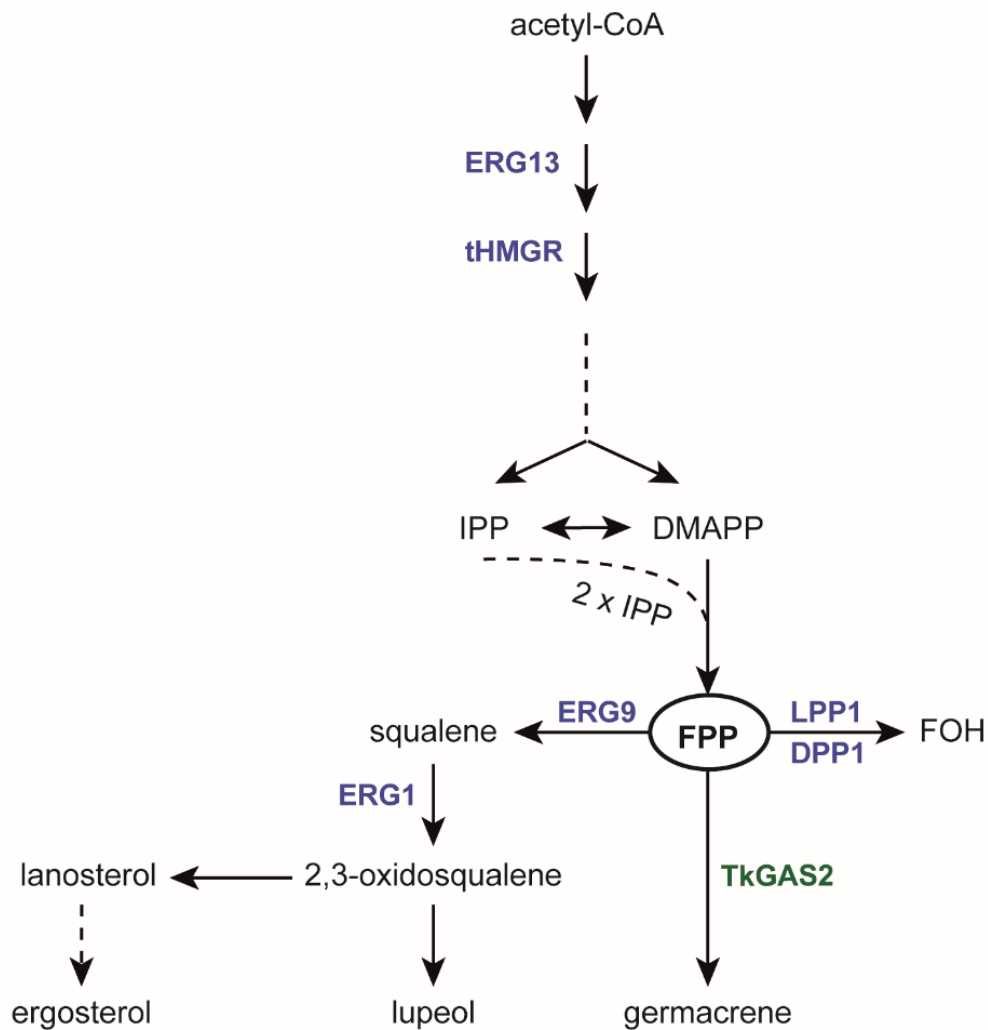 acetyl-CoA
ERG13
tHMGR
IPP
DMAPP
2 x IPP
squalene
ERG9
FPP
LPP1
DPP1
FOH
ERG1
lanosterol
2,3-oxidosqualene
TkGAS2
ergosterol
lupeol
germacrene